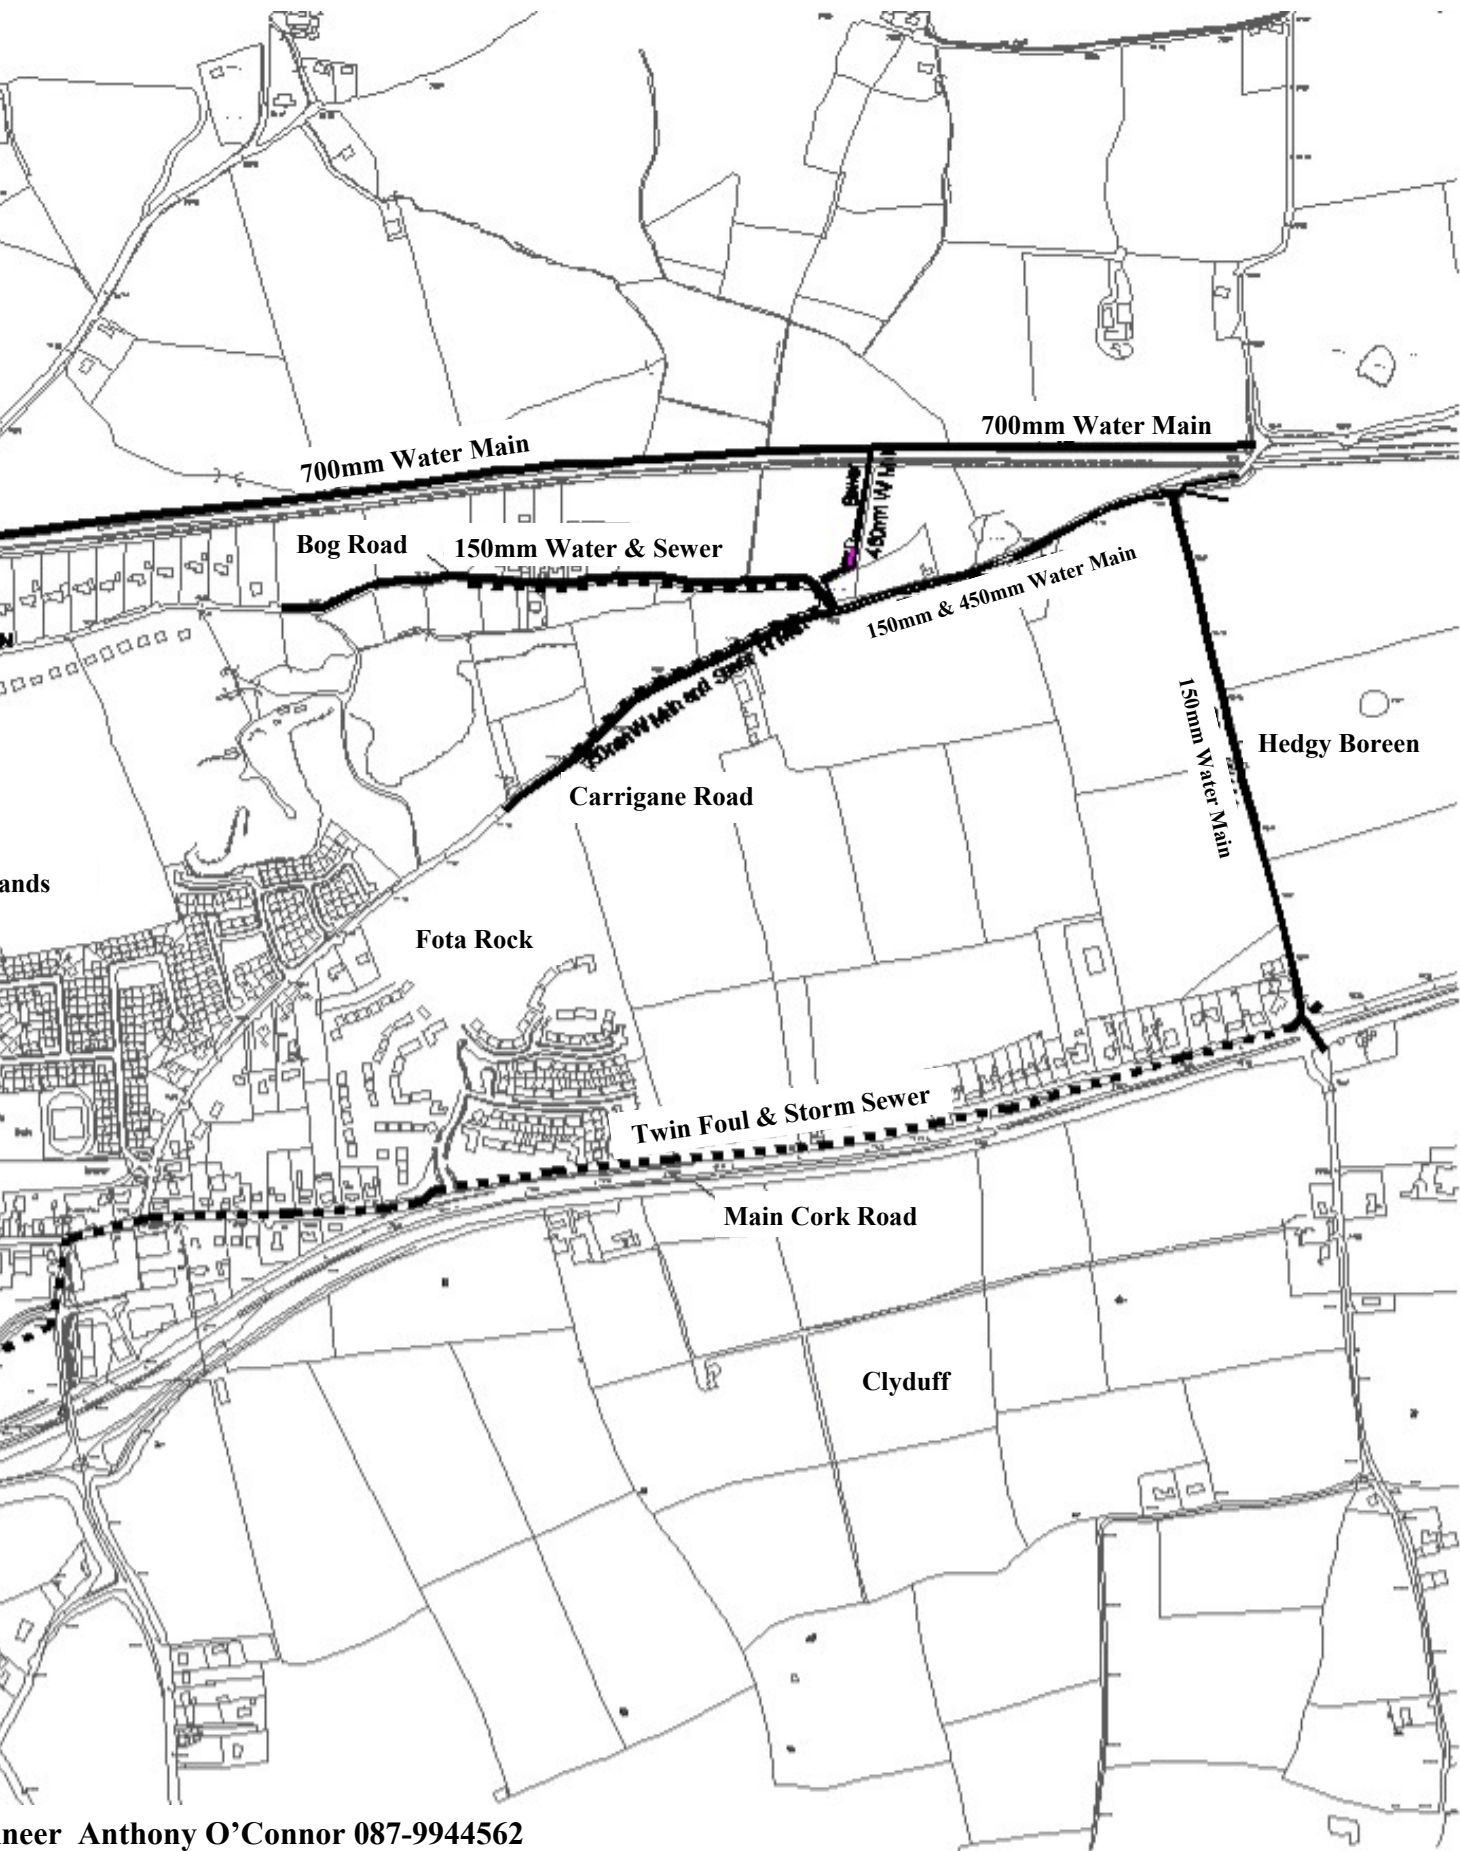 700mm Water Main
700mm Water Main
Bog Road
150mm Water & Sewer
Sewer
450mm W M
150mm & 450mm Water Main
W Main and
150mm Water Main
Hedgy Boreen
Carrigane Road
ands
Fota Rock
Twin Foul & Storm Sewer
Main Cork Road
Clyduff
neer Anthony O’Connor 087-9944562